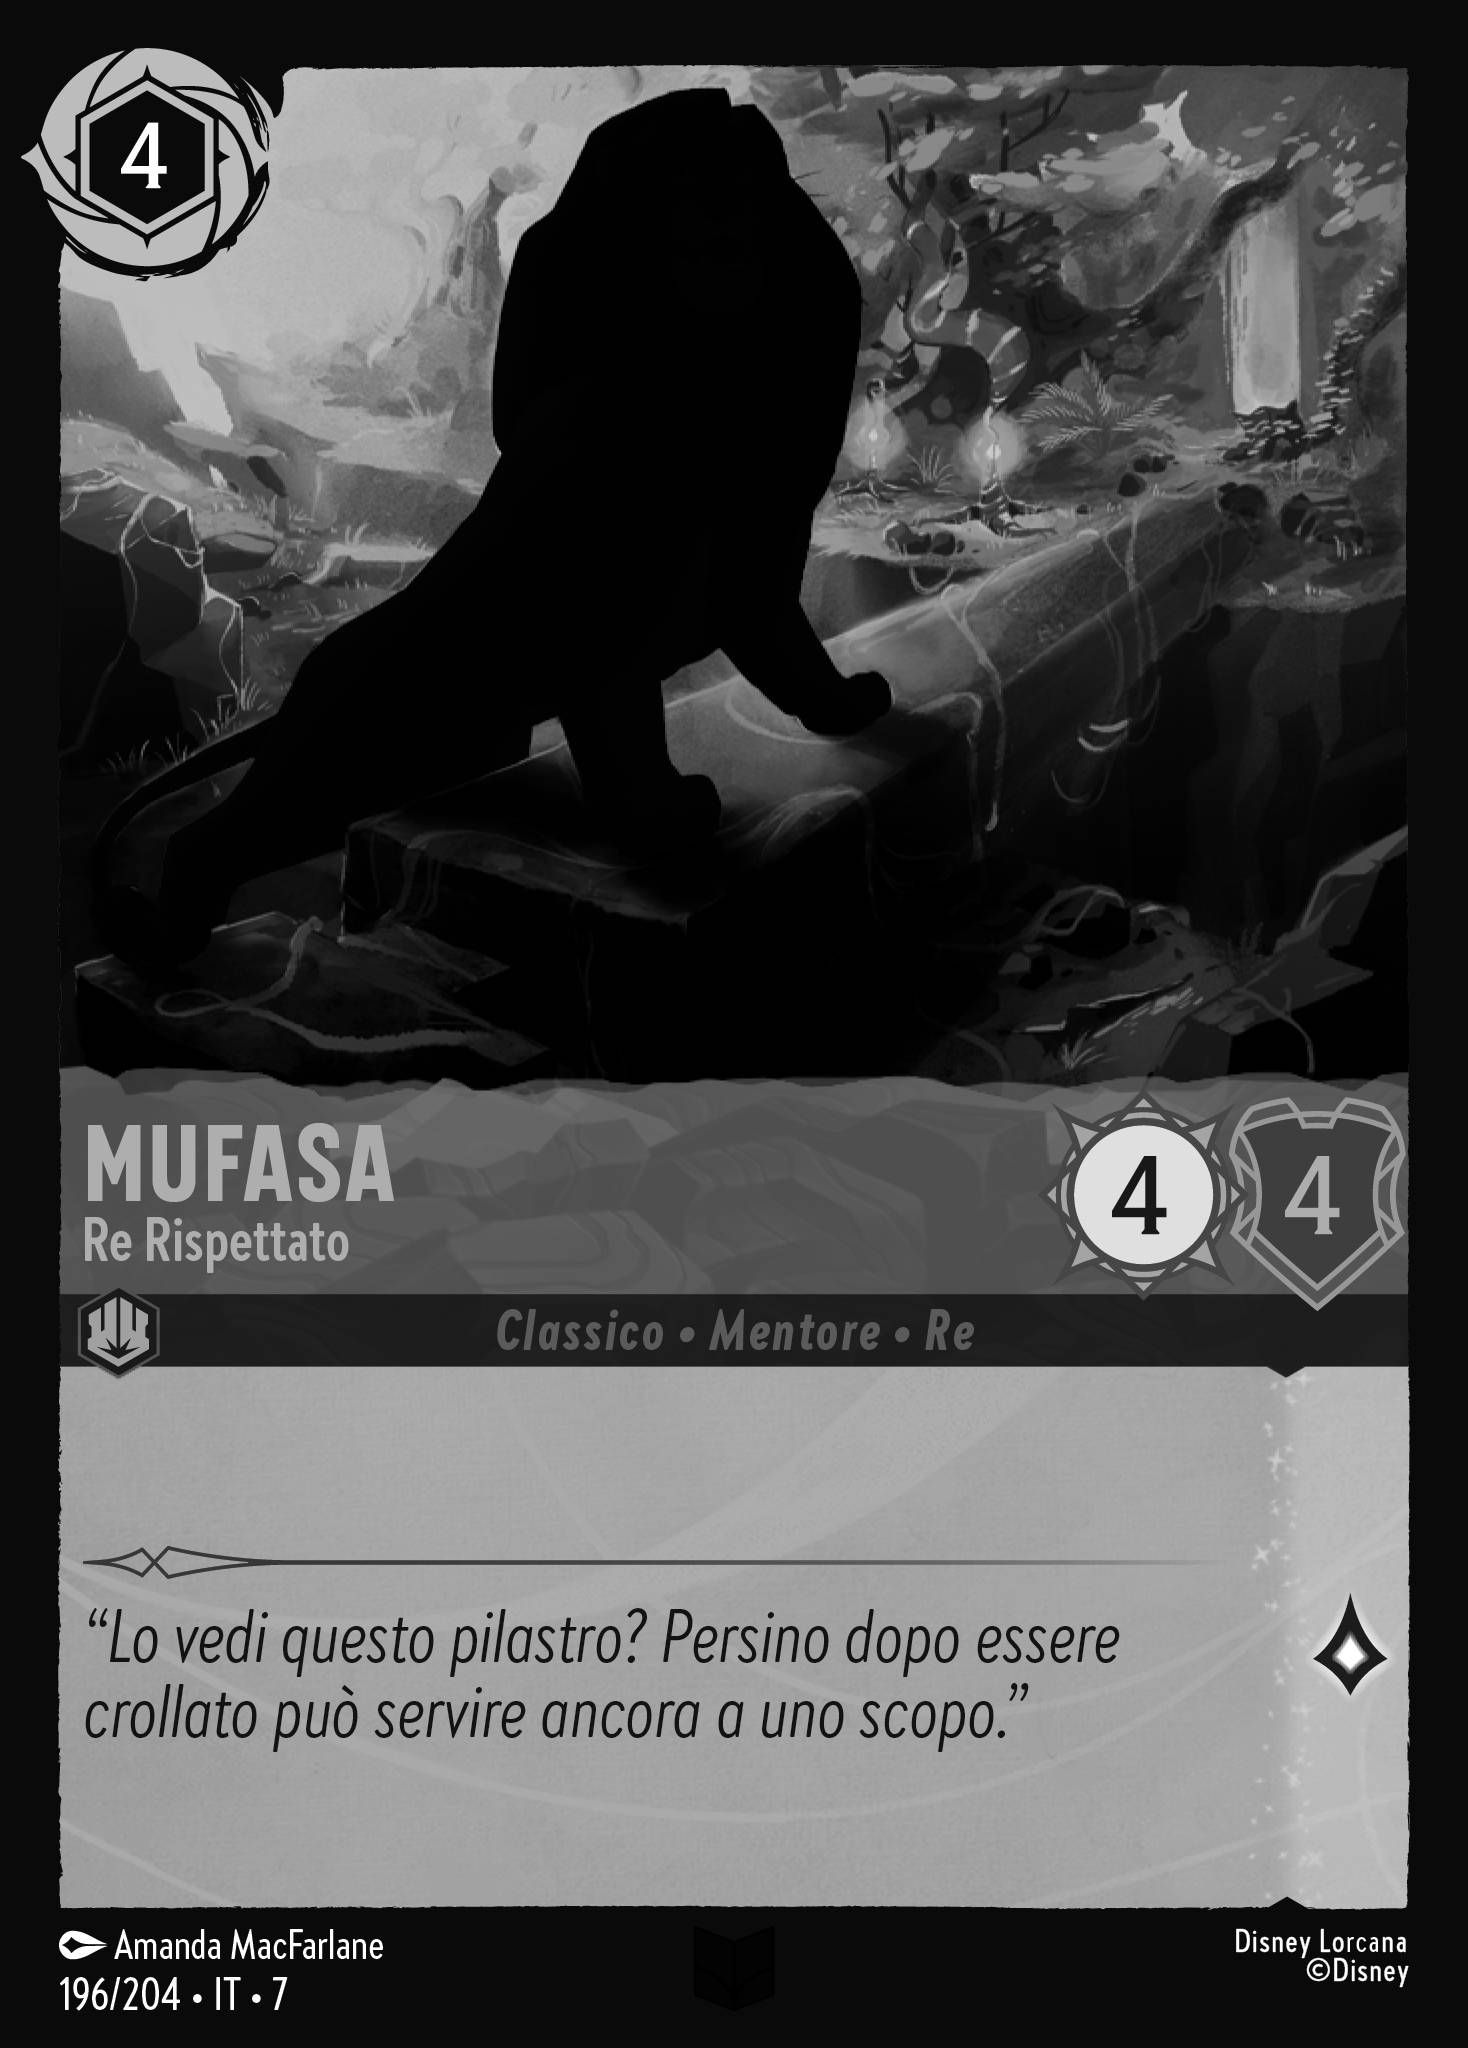 4
MUFASA
Re Rispettato
4 4
Classico • Mentore • Re
“Lo vedi questo pilastro? Persino dopo essere
crollato può servire ancora a uno scopo.”
Amanda MacFarlane
196/204 • IT • 7
Disney Lorcana
©Disney